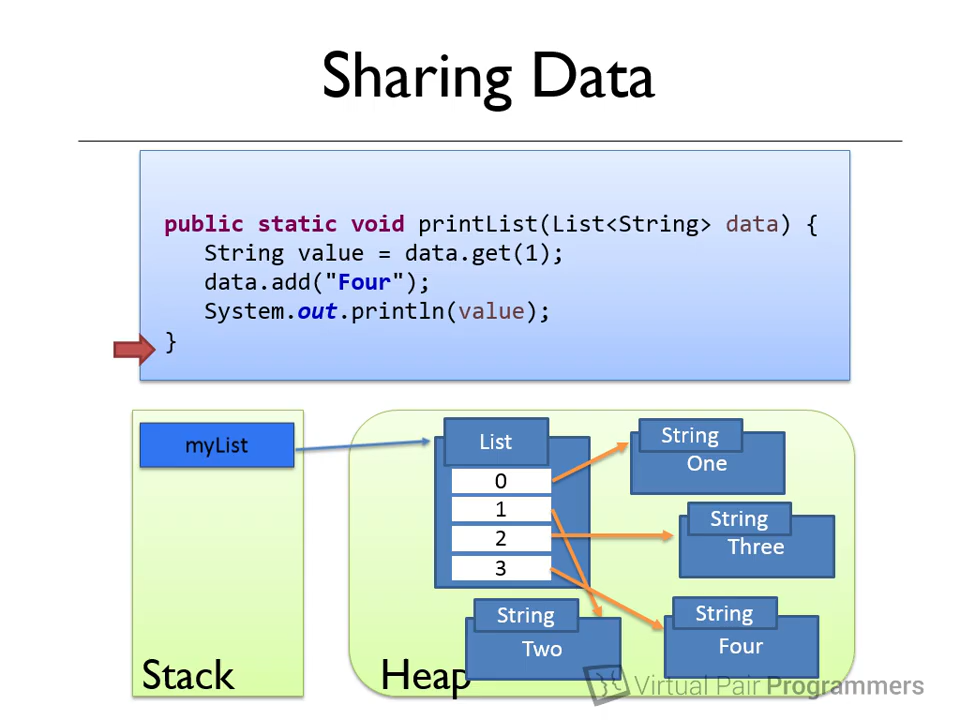 Sharing Data
public static void printList(List<String> data) {
String value = data.get(1);
data.add("Four");
System.out.println(value);
}
myList
List
0
1
2
3
String
One
String
Three
String
Two
String
Four
Stack
Heap
Virtual Pair Programmers